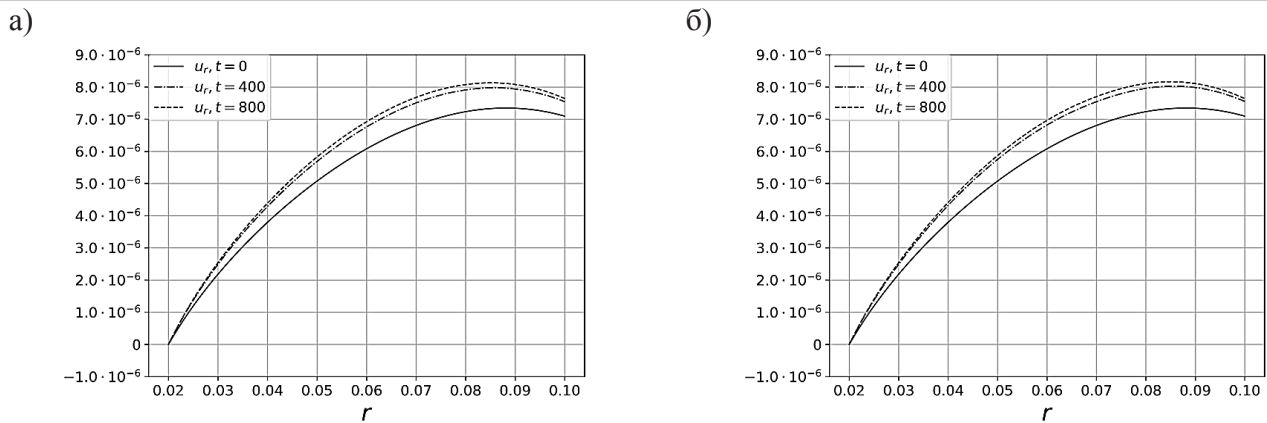 а)
9.0 · 10⁻⁶
8.0 · 10⁻⁶
7.0 · 10⁻⁶
6.0 · 10⁻⁶
5.0 · 10⁻⁶
4.0 · 10⁻⁶
3.0 · 10⁻⁶
2.0 · 10⁻⁶
1.0 · 10⁻⁶
0
−1.0 · 10⁻⁶
uᵣ, t = 0
uᵣ, t = 400
uᵣ, t = 800
0.02 0.03 0.04 0.05 0.06 0.07 0.08 0.09 0.10
r
б)
9.0 · 10⁻⁶
8.0 · 10⁻⁶
7.0 · 10⁻⁶
6.0 · 10⁻⁶
5.0 · 10⁻⁶
4.0 · 10⁻⁶
3.0 · 10⁻⁶
2.0 · 10⁻⁶
1.0 · 10⁻⁶
0
−1.0 · 10⁻⁶
uᵣ, t = 0
uᵣ, t = 400
uᵣ, t = 800
0.02 0.03 0.04 0.05 0.06 0.07 0.08 0.09 0.10
r